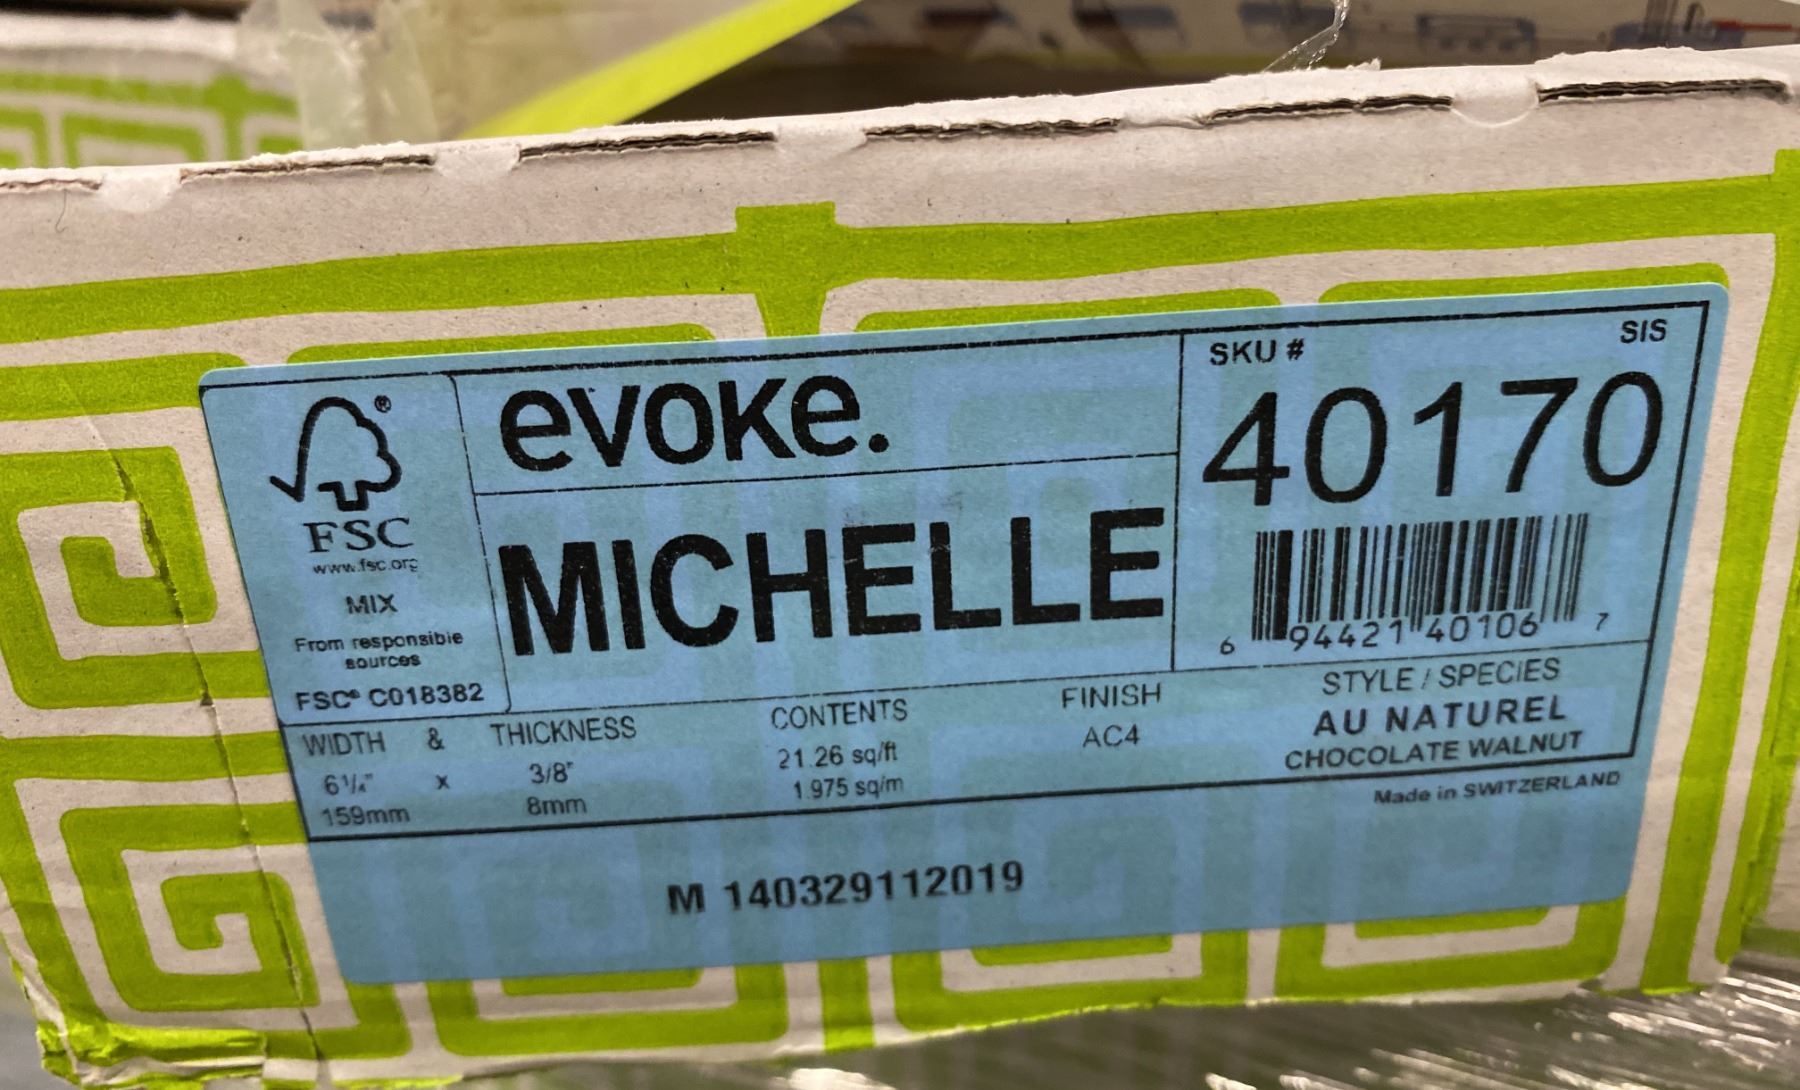 FSC
®
www.fsc.org
MIX
From responsible
sources
FSC® C018382
evoke.
MICHELLE
SKU #
SIS
40170
6 94421 40106 7
WIDTH & THICKNESS
6¼" x 3/8"
159mm 8mm
CONTENTS
21.26 sq/ft
1.975 sq/m
FINISH
AC4
STYLE / SPECIES
AU NATUREL
CHOCOLATE WALNUT
Made in SWITZERLAND
M 140329112019